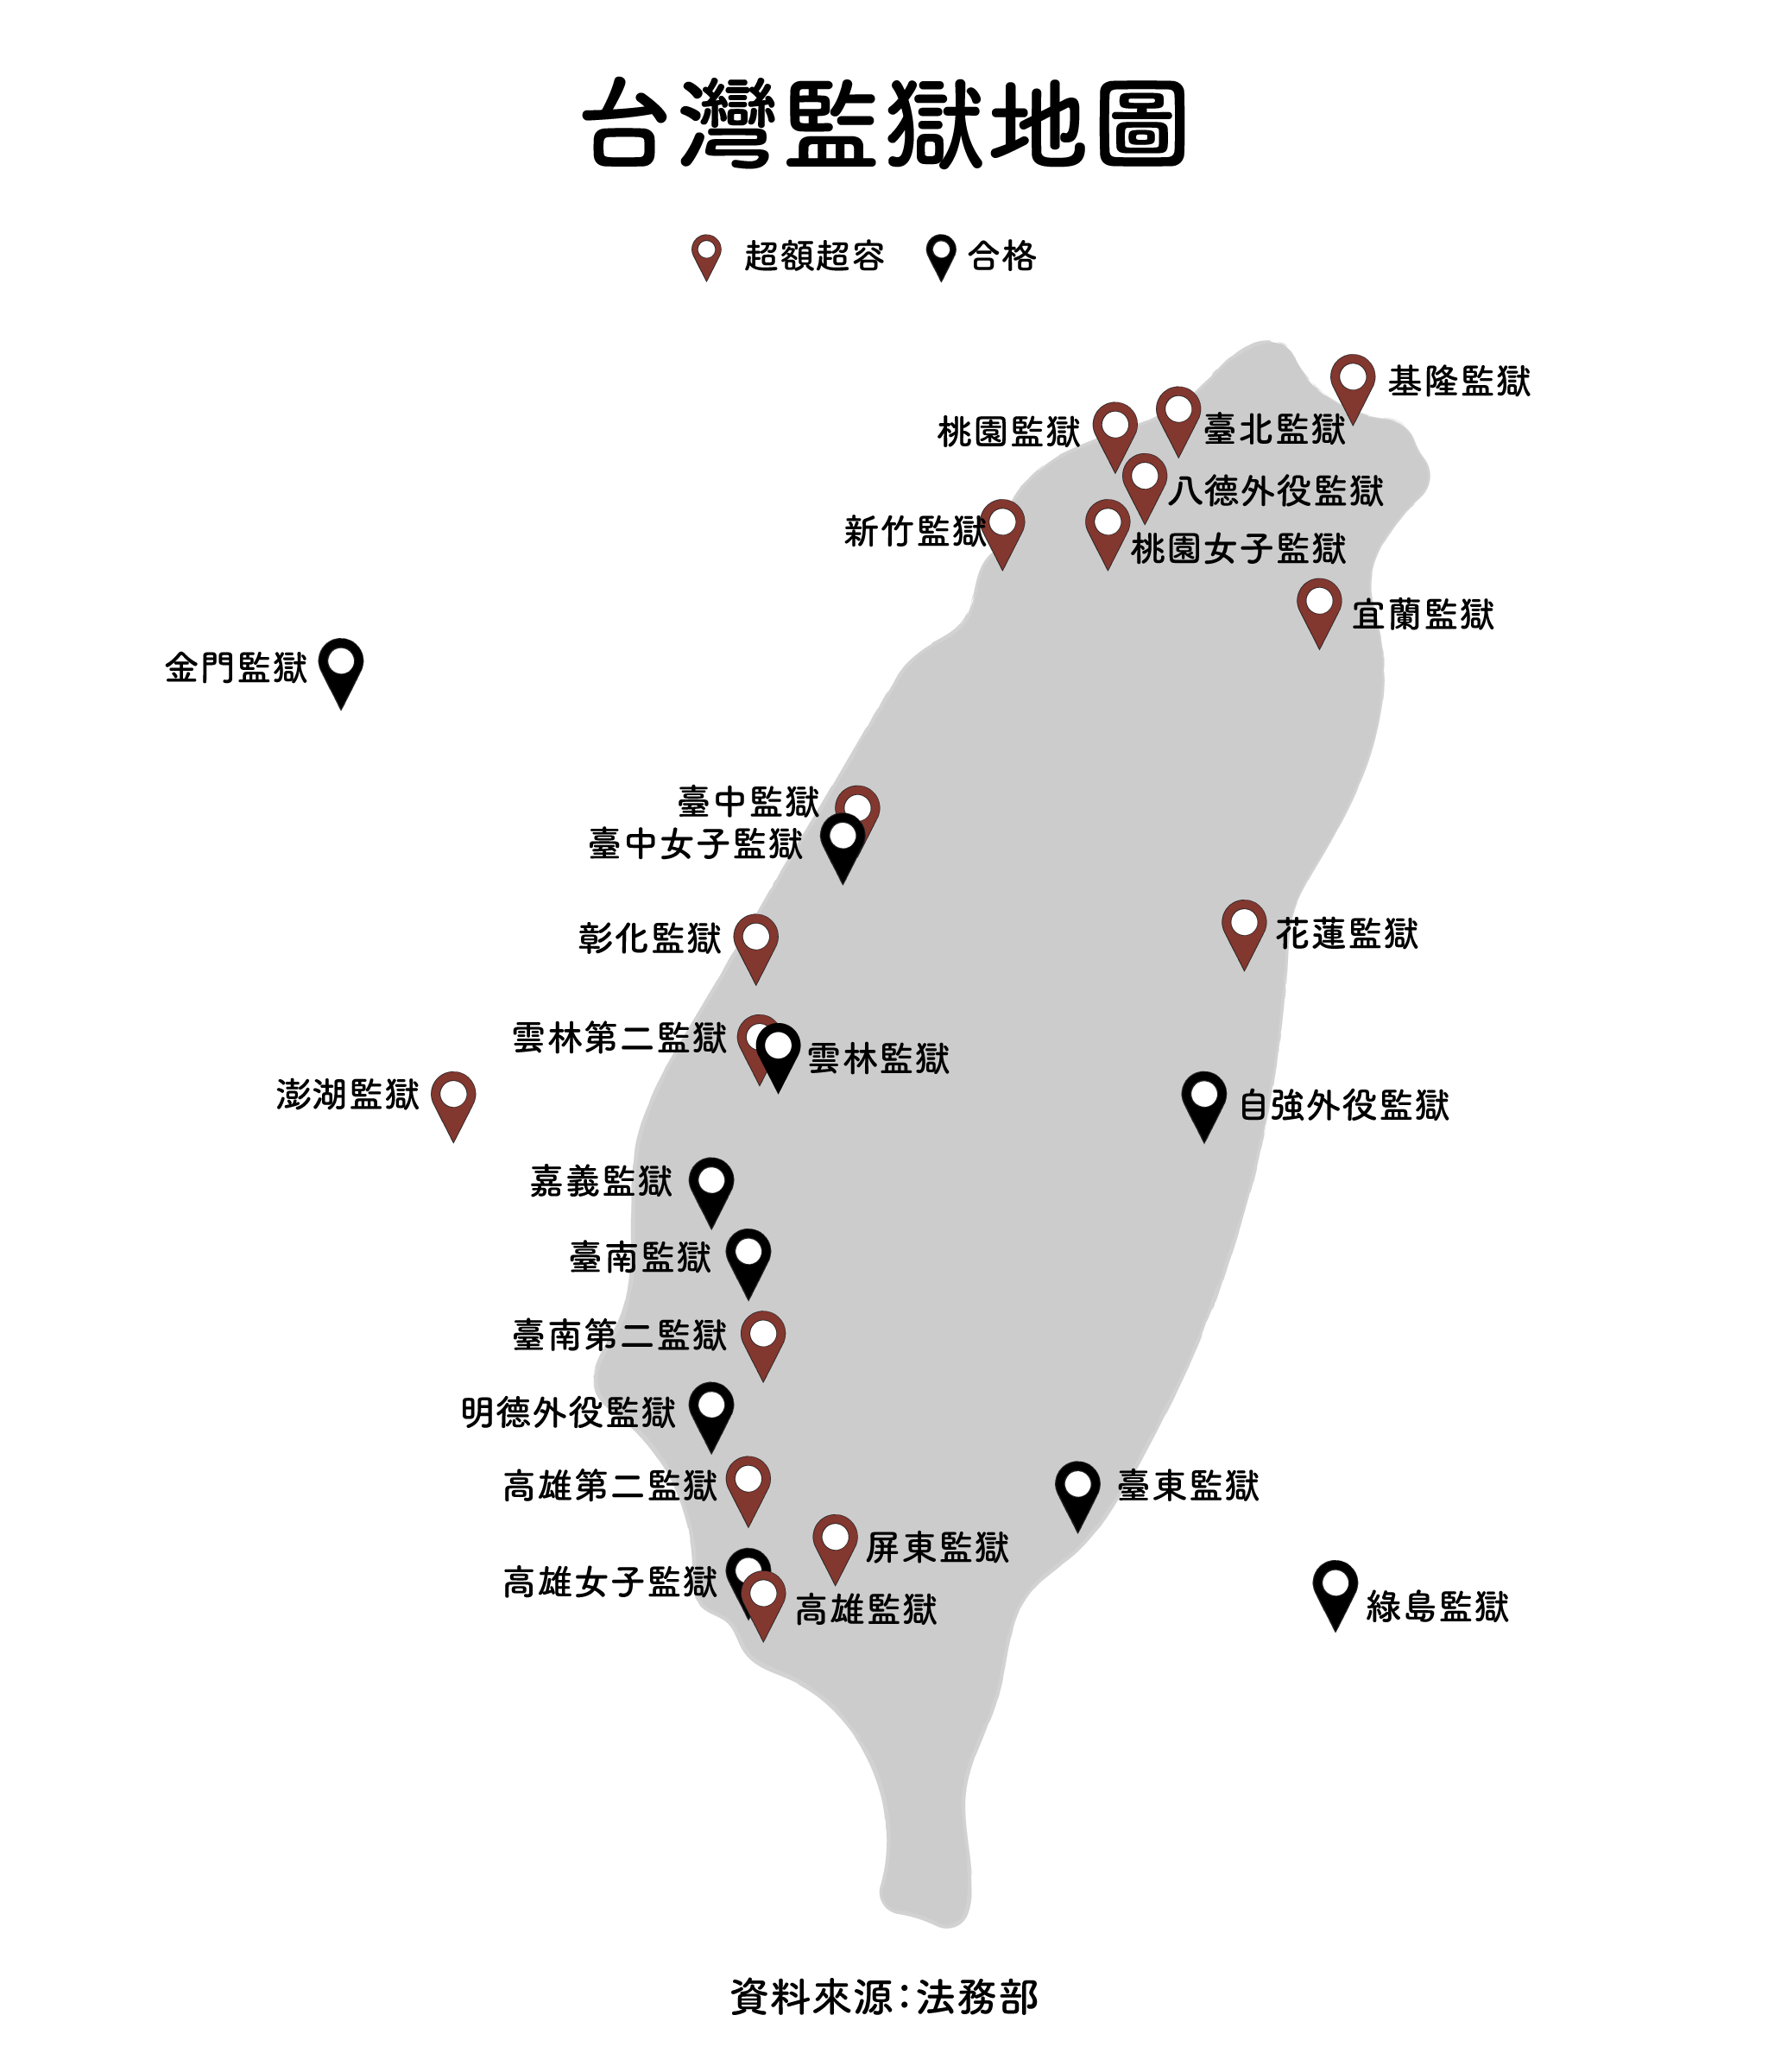 台灣監獄地圖
超額超容
合格
基隆監獄
臺北監獄
桃園監獄
八德外役監獄
新竹監獄
桃園女子監獄
宜蘭監獄
金門監獄
臺中監獄
臺中女子監獄
彰化監獄
花蓮監獄
雲林第二監獄
雲林監獄
澎湖監獄
自強外役監獄
嘉義監獄
臺南監獄
臺南第二監獄
明德外役監獄
高雄第二監獄
臺東監獄
屏東監獄
高雄女子監獄
高雄監獄
綠島監獄
資料來源：法務部